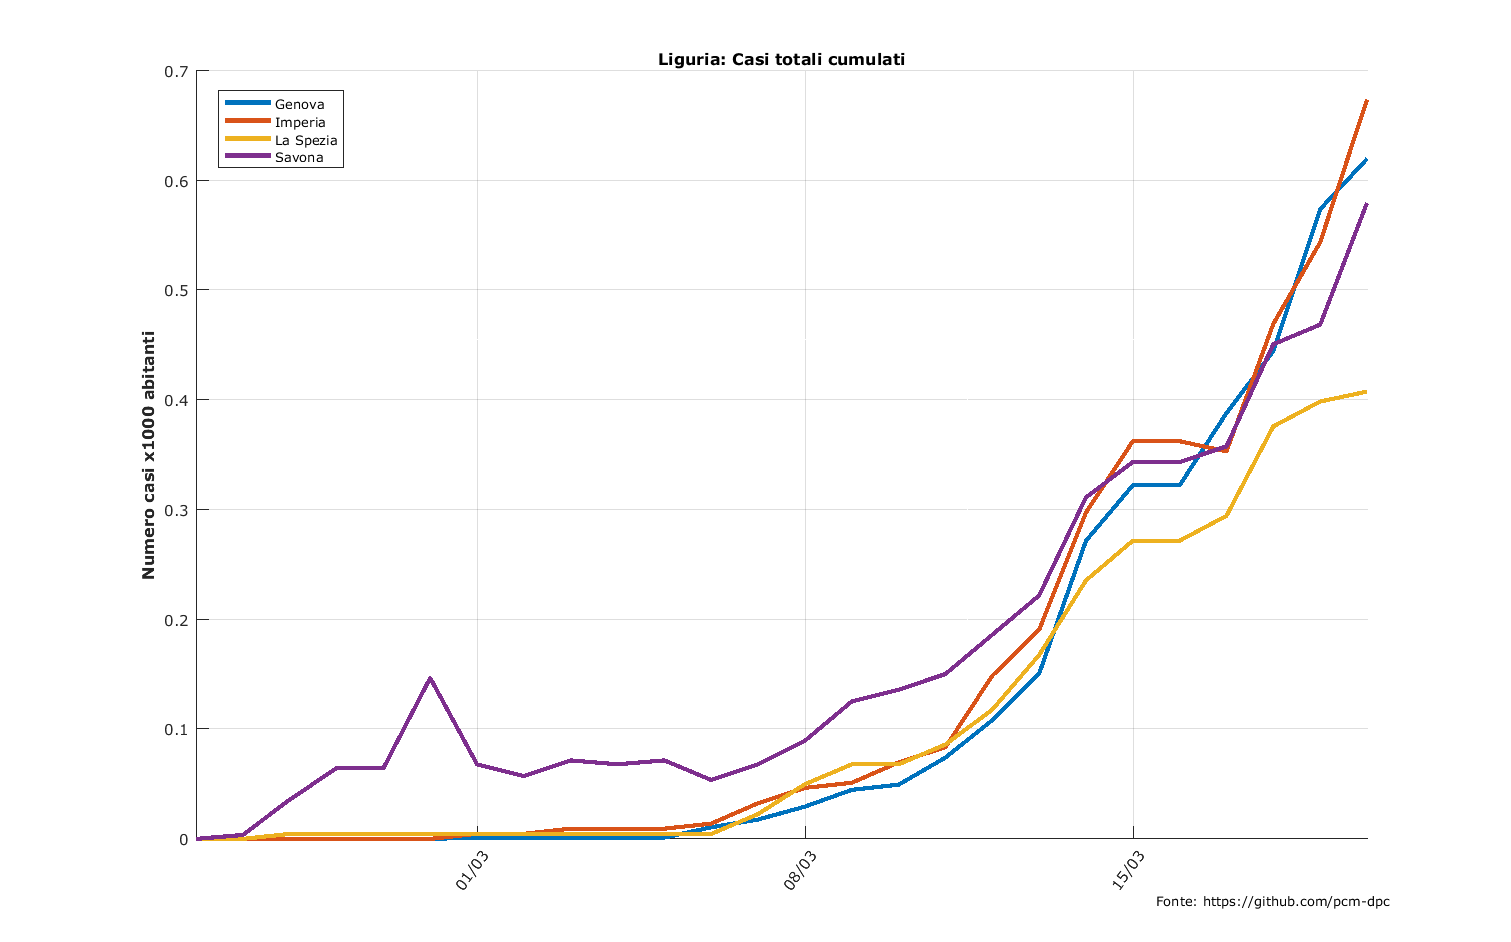 Liguria: Casi totali cumulati
Genova
Imperia
La Spezia
Savona
Numero casi x1000 abitanti
0.7
0.6
0.5
0.4
0.3
0.2
0.1
0
01/03
08/03
15/03
Fonte: https://github.com/pcm-dpc